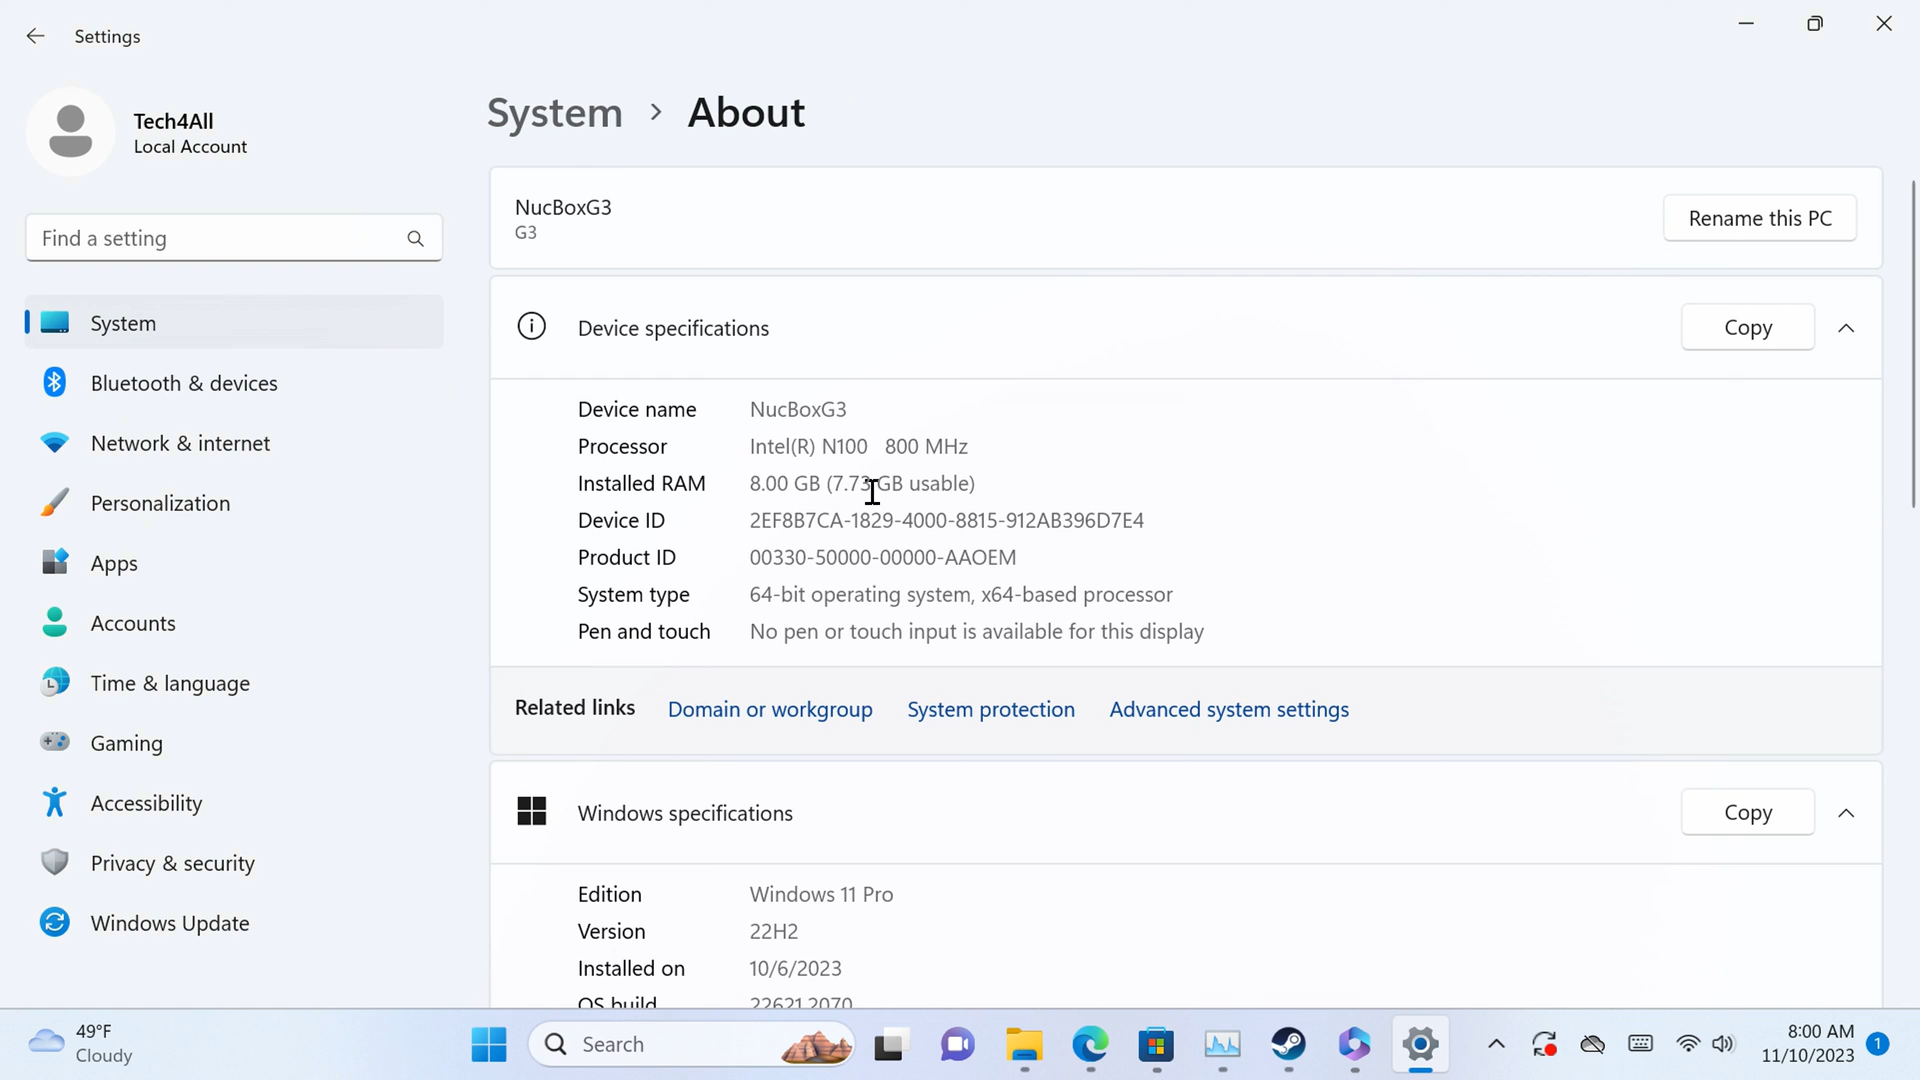 Settings
Tech4All
Local Account
Find a setting
System
Bluetooth & devices
Network & internet
Personalization
Apps
Accounts
Time & language
Gaming
Accessibility
Privacy & security
Windows Update
System > About
NucBoxG3
G3
Rename this PC
Device specifications
Copy
Device name NucBoxG3
Processor Intel(R) N100 800 MHz
Installed RAM 8.00 GB (7.73 GB usable)
Device ID 2EF8B7CA-1829-4000-8815-912AB396D7E4
Product ID 00330-50000-00000-AAOEM
System type 64-bit operating system, x64-based processor
Pen and touch No pen or touch input is available for this display
Related links Domain or workgroup System protection Advanced system settings
Windows specifications
Copy
Edition Windows 11 Pro
Version 22H2
Installed on 10/6/2023
OS build 22621.2070
49°F
Cloudy
Search
8:00 AM
11/10/2023
1